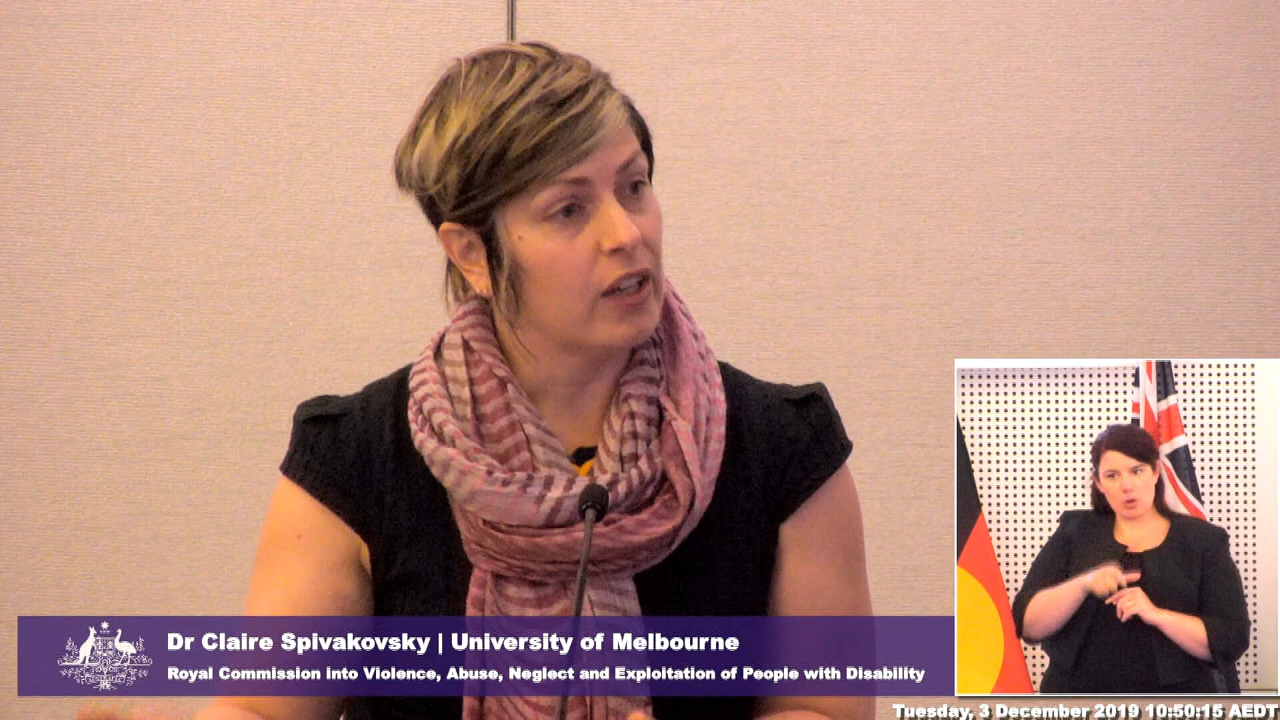 Dr Claire Spivakovsky | University of Melbourne
Royal Commission into Violence, Abuse, Neglect and Exploitation of People with Disability
Tuesday, 3 December 2019 10:50:15 AEDT